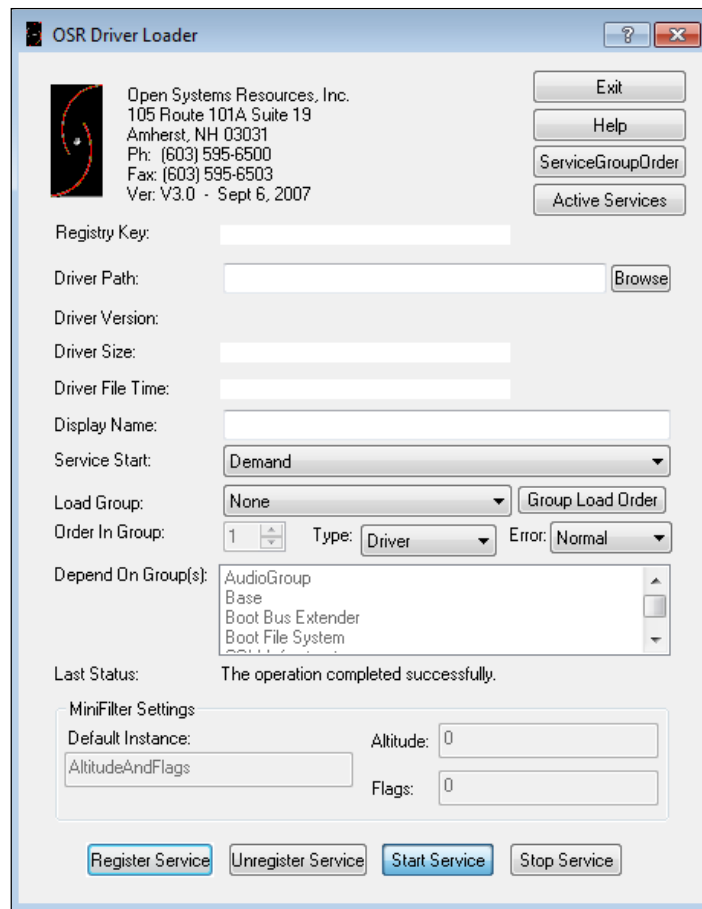 OSR Driver Loader
Open Systems Resources, Inc.
105 Route 101A Suite 19
Amherst, NH 03031
Ph: (603) 595-6500
Fax: (603) 595-6503
Ver: V3.0 - Sept 6, 2007
Exit
Help
ServiceGroupOrder
Active Services
Registry Key:
Driver Path:
Browse
Driver Version:
Driver Size:
Driver File Time:
Display Name:
Service Start: Demand
Load Group: None Group Load Order
Order In Group: 1 Type: Driver Error: Normal
Depend On Group(s): AudioGroup
Base
Boot Bus Extender
Boot File System
Last Status: The operation completed successfully.
MiniFilter Settings
Default Instance:
AltitudeAndFlags
Altitude: 0
Flags: 0
Register Service Unregister Service Start Service Stop Service